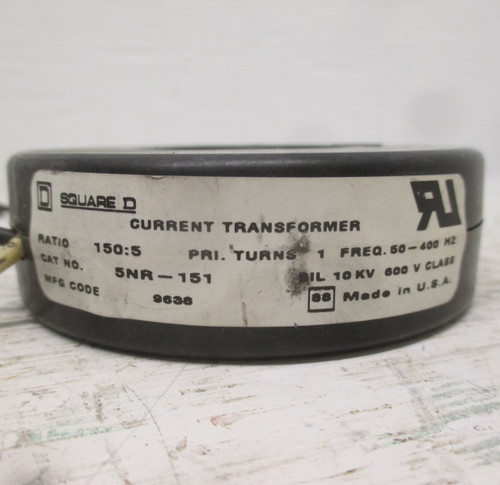 D SQUARE D
CURRENT TRANSFORMER
RATIO 150:5 PRI. TURNS 1 FREQ. 50-400 HZ
CAT NO. 5NR-151 BIL 10 KV 600 V CLASS
MFG CODE 9636 Made in U.S.A.